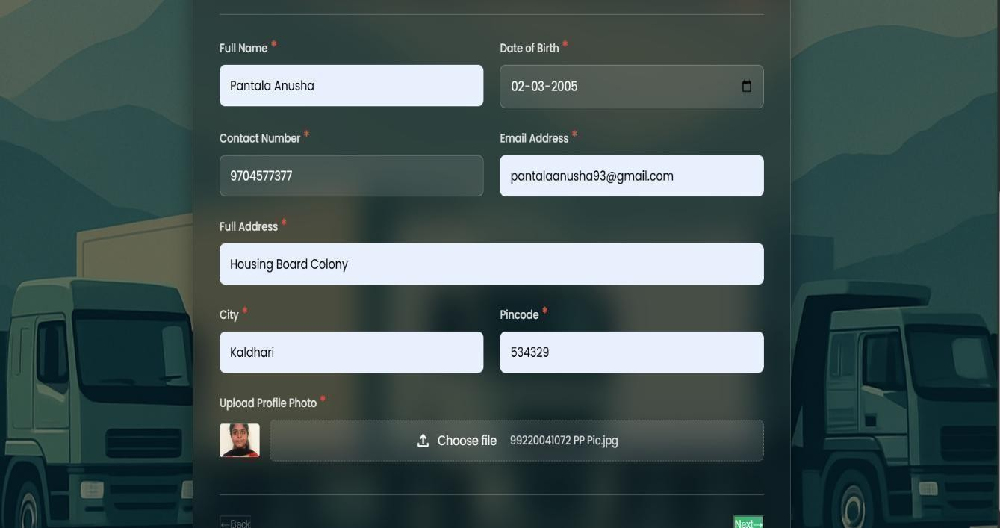 Full Name *
Date of Birth *
Pantala Anusha
02-03-2005
Contact Number *
Email Address *
9704577377
pantalaanusha93@gmail.com
Full Address *
Housing Board Colony
City *
Pincode *
Kaldhari
534329
Upload Profile Photo *
Choose file 99220041072 PP Pic.jpg
←Back
Next→